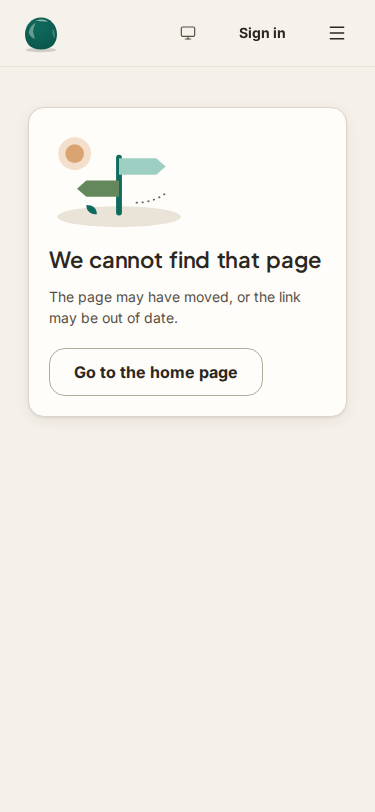 Sign in
We cannot find that page
The page may have moved, or the link
may be out of date.
Go to the home page